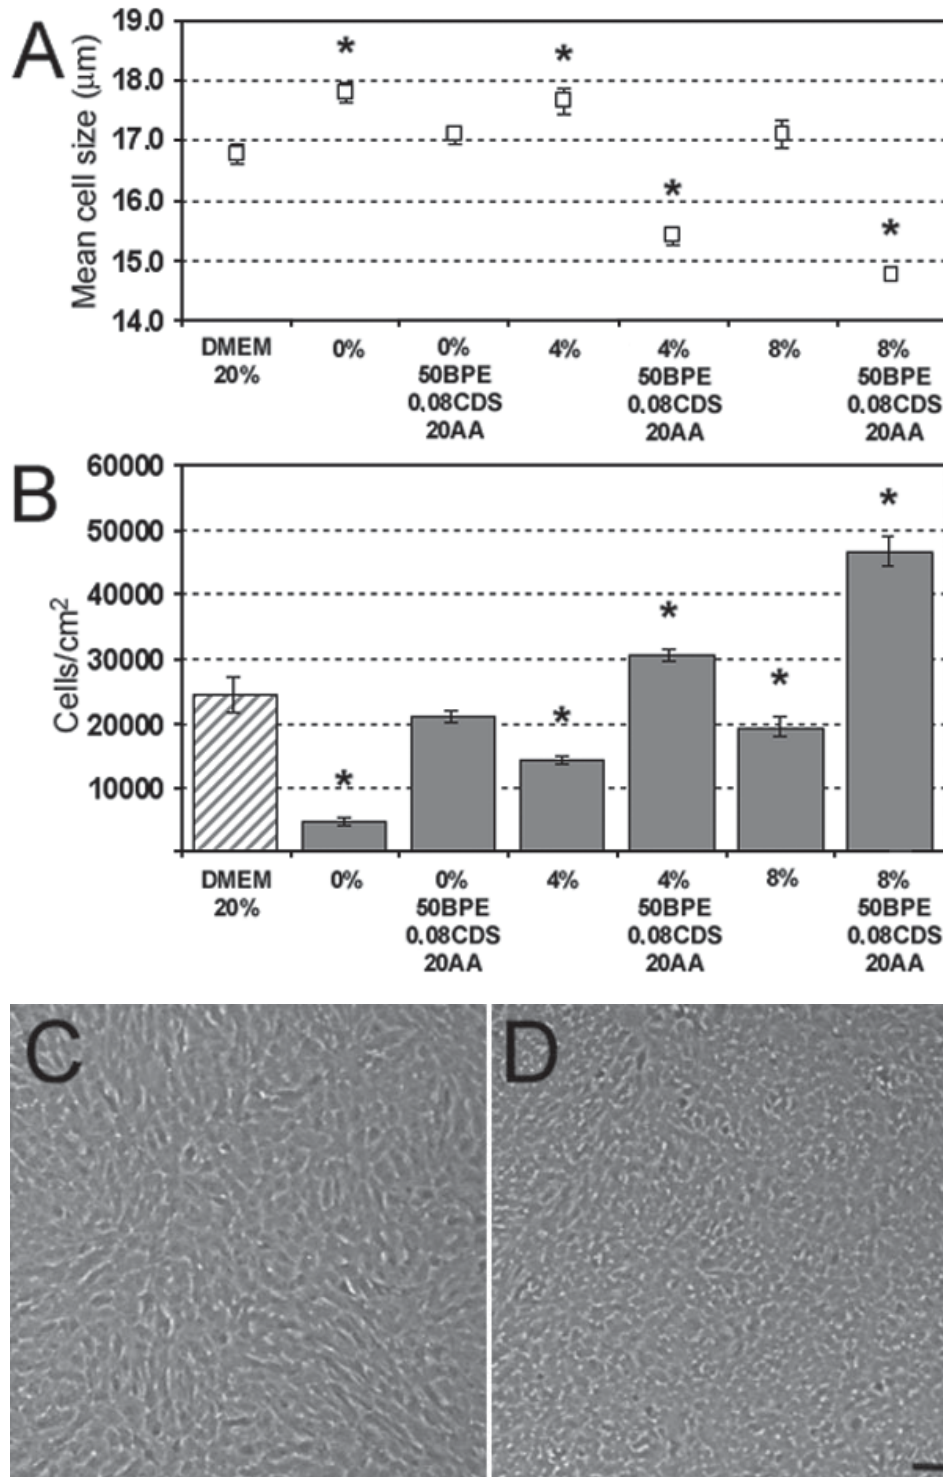 A
Mean cell size (µm)
19.0
*
*
18.0
17.0
*
16.0
*
15.0
14.0
DMEM 0% 0% 4% 4% 8% 8%
20% 50BPE 50BPE 50BPE
0.08CDS 0.08CDS 0.08CDS
20AA 20AA 20AA
B
Cells/cm²
60000
*
50000
40000
*
30000
*
20000
*
10000
*
DMEM 0% 0% 4% 4% 8% 8%
20% 50BPE 50BPE 50BPE
0.08CDS 0.08CDS 0.08CDS
20AA 20AA 20AA
C D